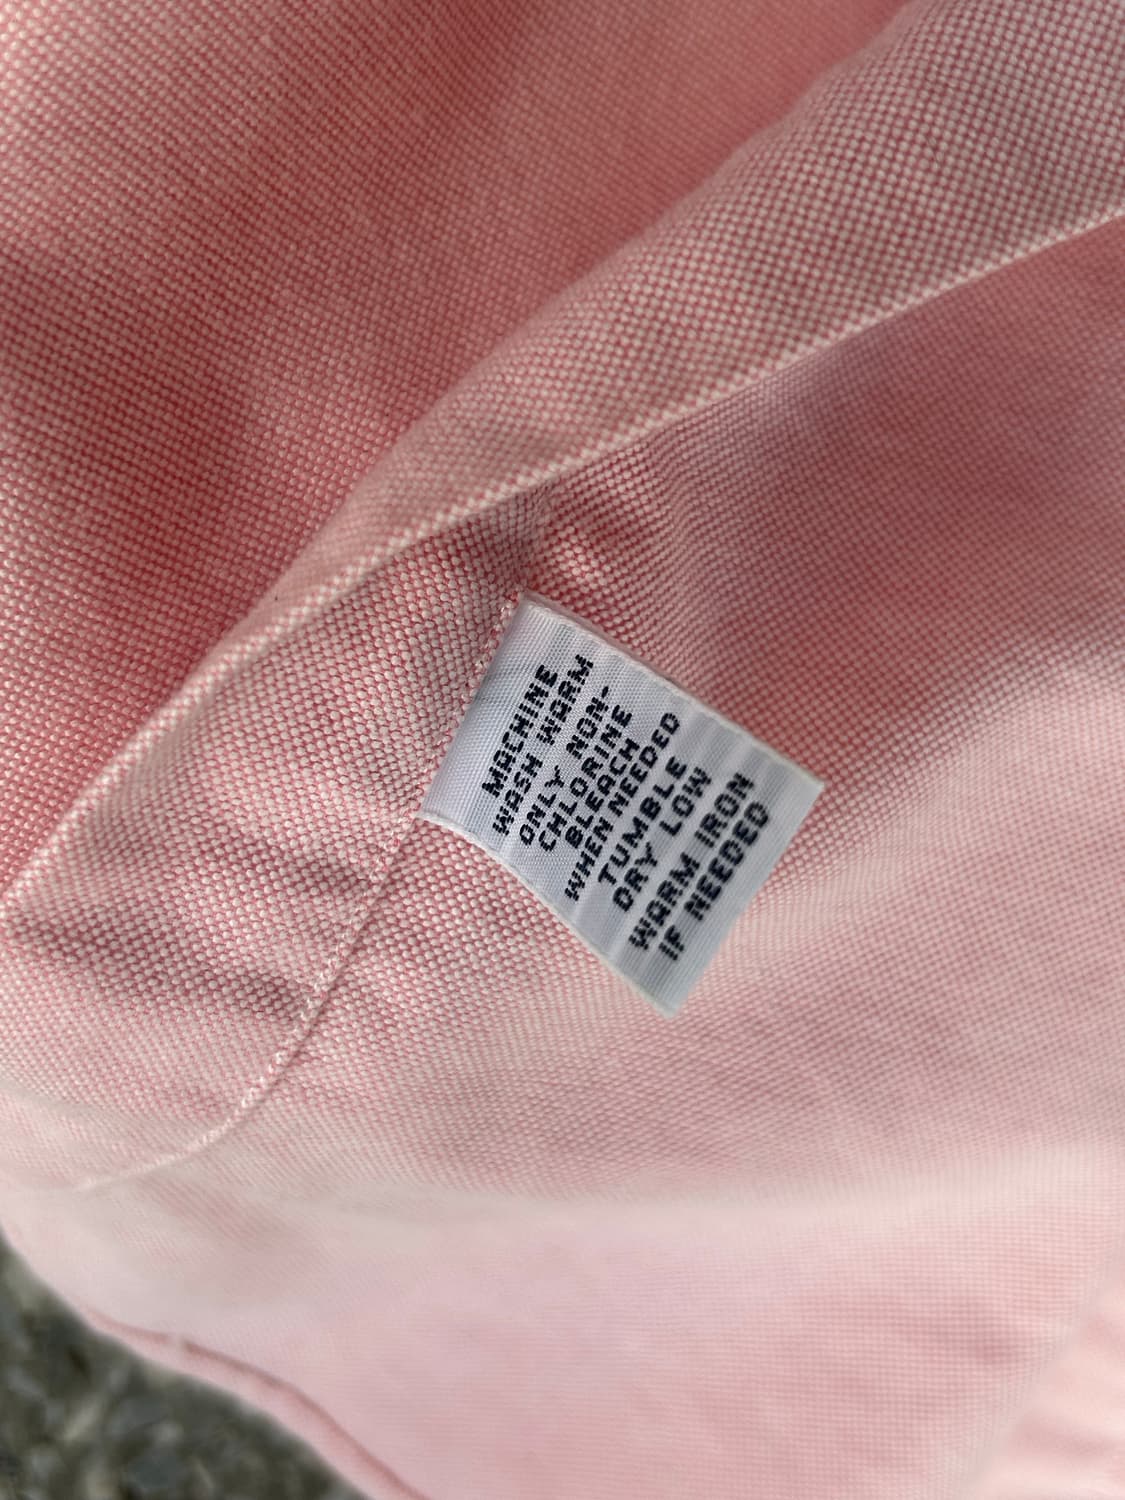 MACHINE
WASH WARM
ONLY NON-
CHLORINE
BLEACH
WHEN NEEDED
TUMBLE
DRY LOW
WARM IRON
IF NEEDED